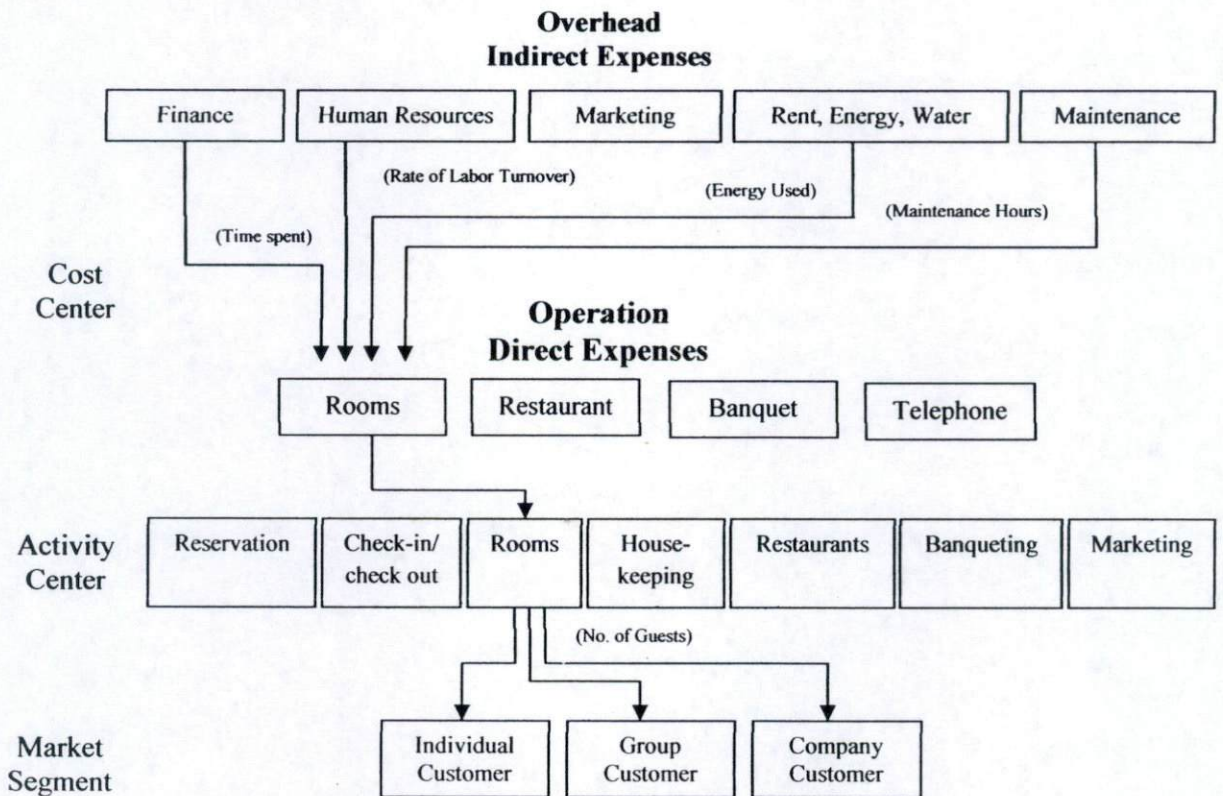 Overhead
Indirect Expenses
Finance
Human Resources
Marketing
Rent, Energy, Water
Maintenance
(Rate of Labor Turnover)
(Energy Used)
(Maintenance Hours)
(Time spent)
Cost
Center
Operation
Direct Expenses
Rooms
Restaurant
Banquet
Telephone
Activity
Center
Reservation
Check-in/
check out
Rooms
House-
keeping
Restaurants
Banqueting
Marketing
(No. of Guests)
Market
Segment
Individual
Customer
Group
Customer
Company
Customer